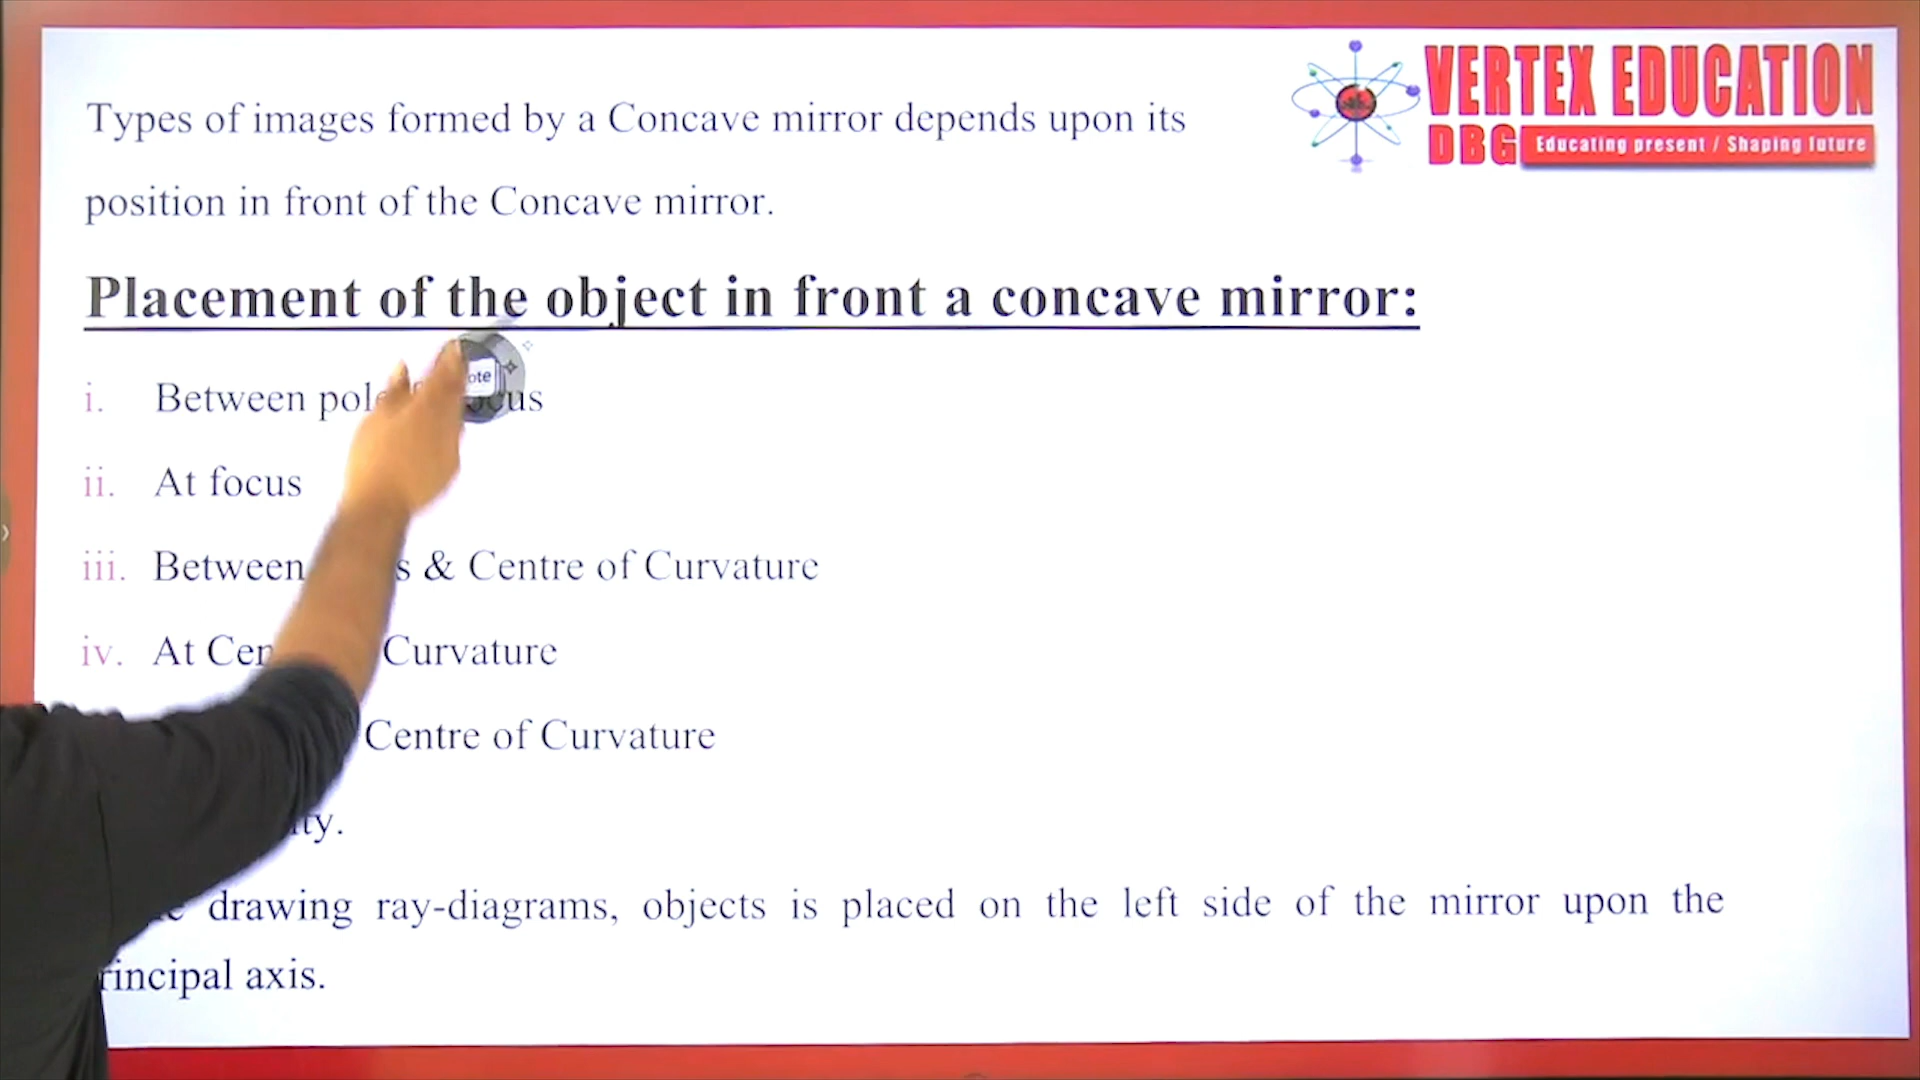 VERTEX EDUCATION
DBG Educating present / Shaping future
Types of images formed by a Concave mirror depends upon its
position in front of the Concave mirror.
Placement of the object in front a concave mirror:
i. Between
ote
ii. At focus
iii. Between & Centre of Curvature
iv. At Curvature
Centre of Curvature
drawing ray-diagrams, objects is placed on the left side of the mirror upon the
rincipal axis.